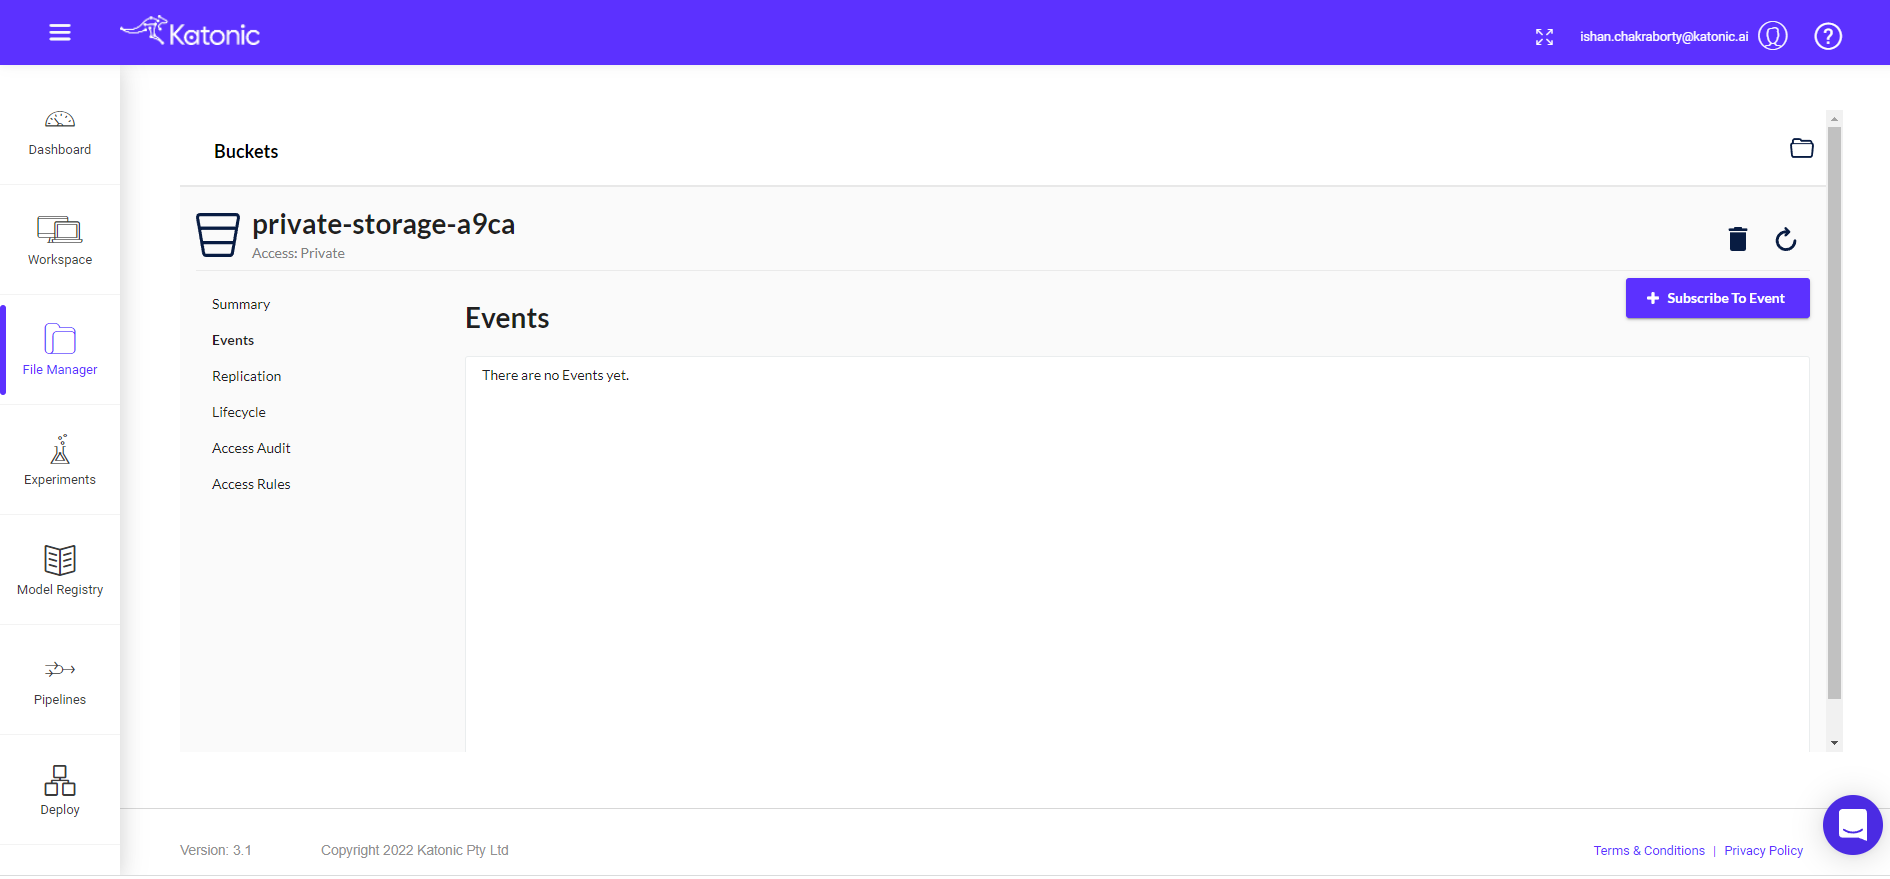 Katonic
ishan.chakraborty@katonic.ai
?
Dashboard
Workspace
File Manager
Experiments
Model Registry
Pipelines
Deploy
Buckets
private-storage-a9ca
Access: Private
Summary
Events
Replication
Lifecycle
Access Audit
Access Rules
Events
+ Subscribe To Event
There are no Events yet.
Version: 3.1
Copyright 2022 Katonic Pty Ltd
Terms & Conditions | Privacy Policy